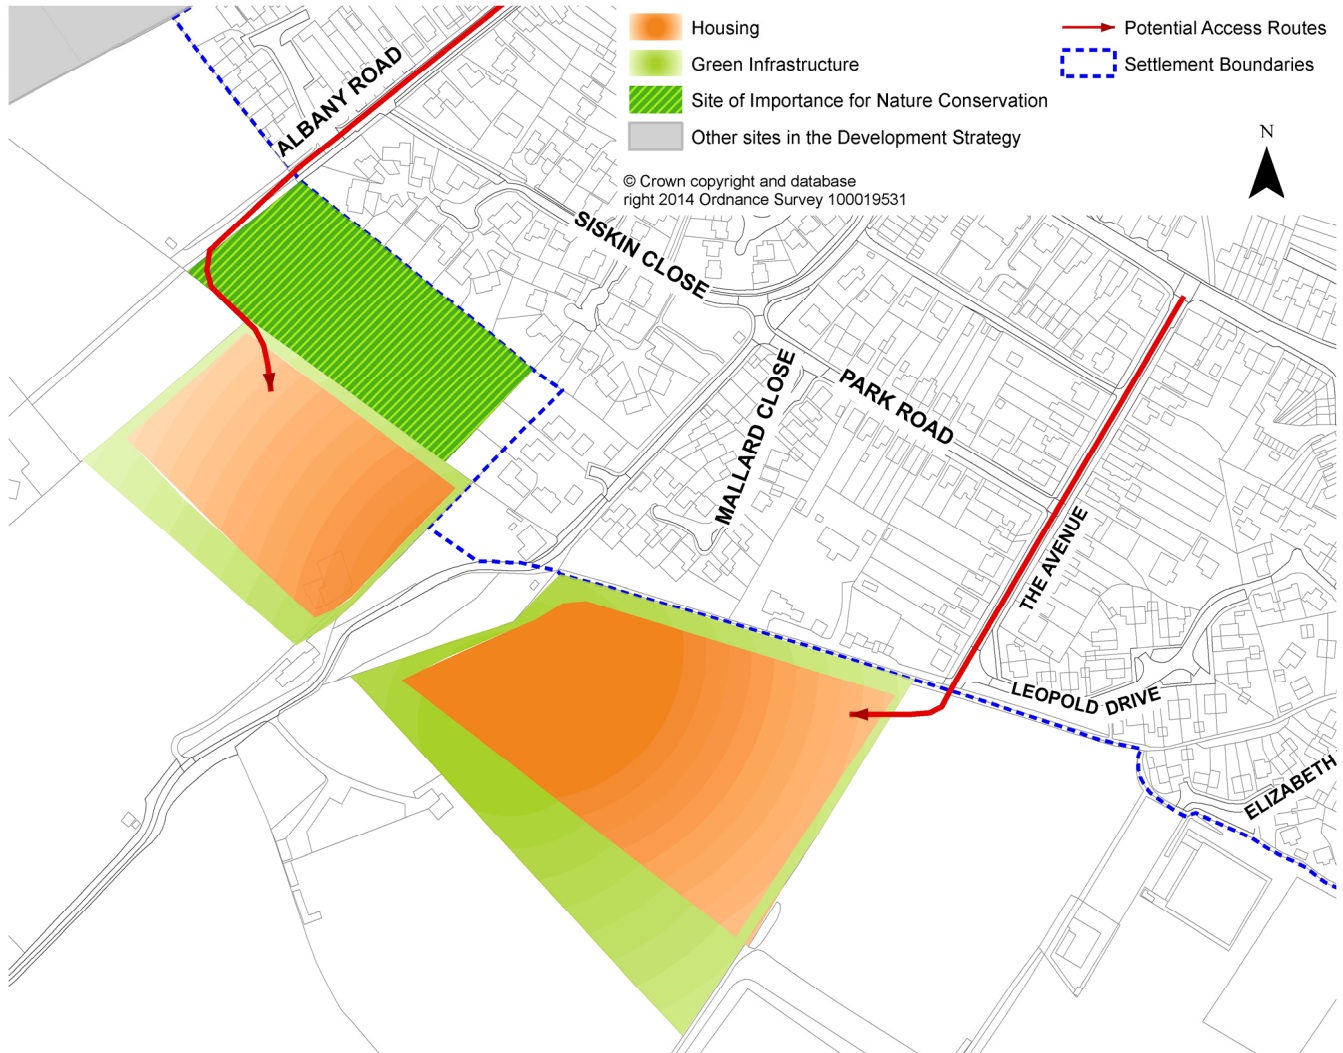 Housing
Green Infrastructure
Site of Importance for Nature Conservation
Other sites in the Development Strategy
Potential Access Routes
Settlement Boundaries
© Crown copyright and database
right 2014 Ordnance Survey 100019531
N
ALBANY ROAD
SISKIN CLOSE
MALLARD CLOSE
PARK ROAD
THE AVENUE
LEOPOLD DRIVE
ELIZABETH